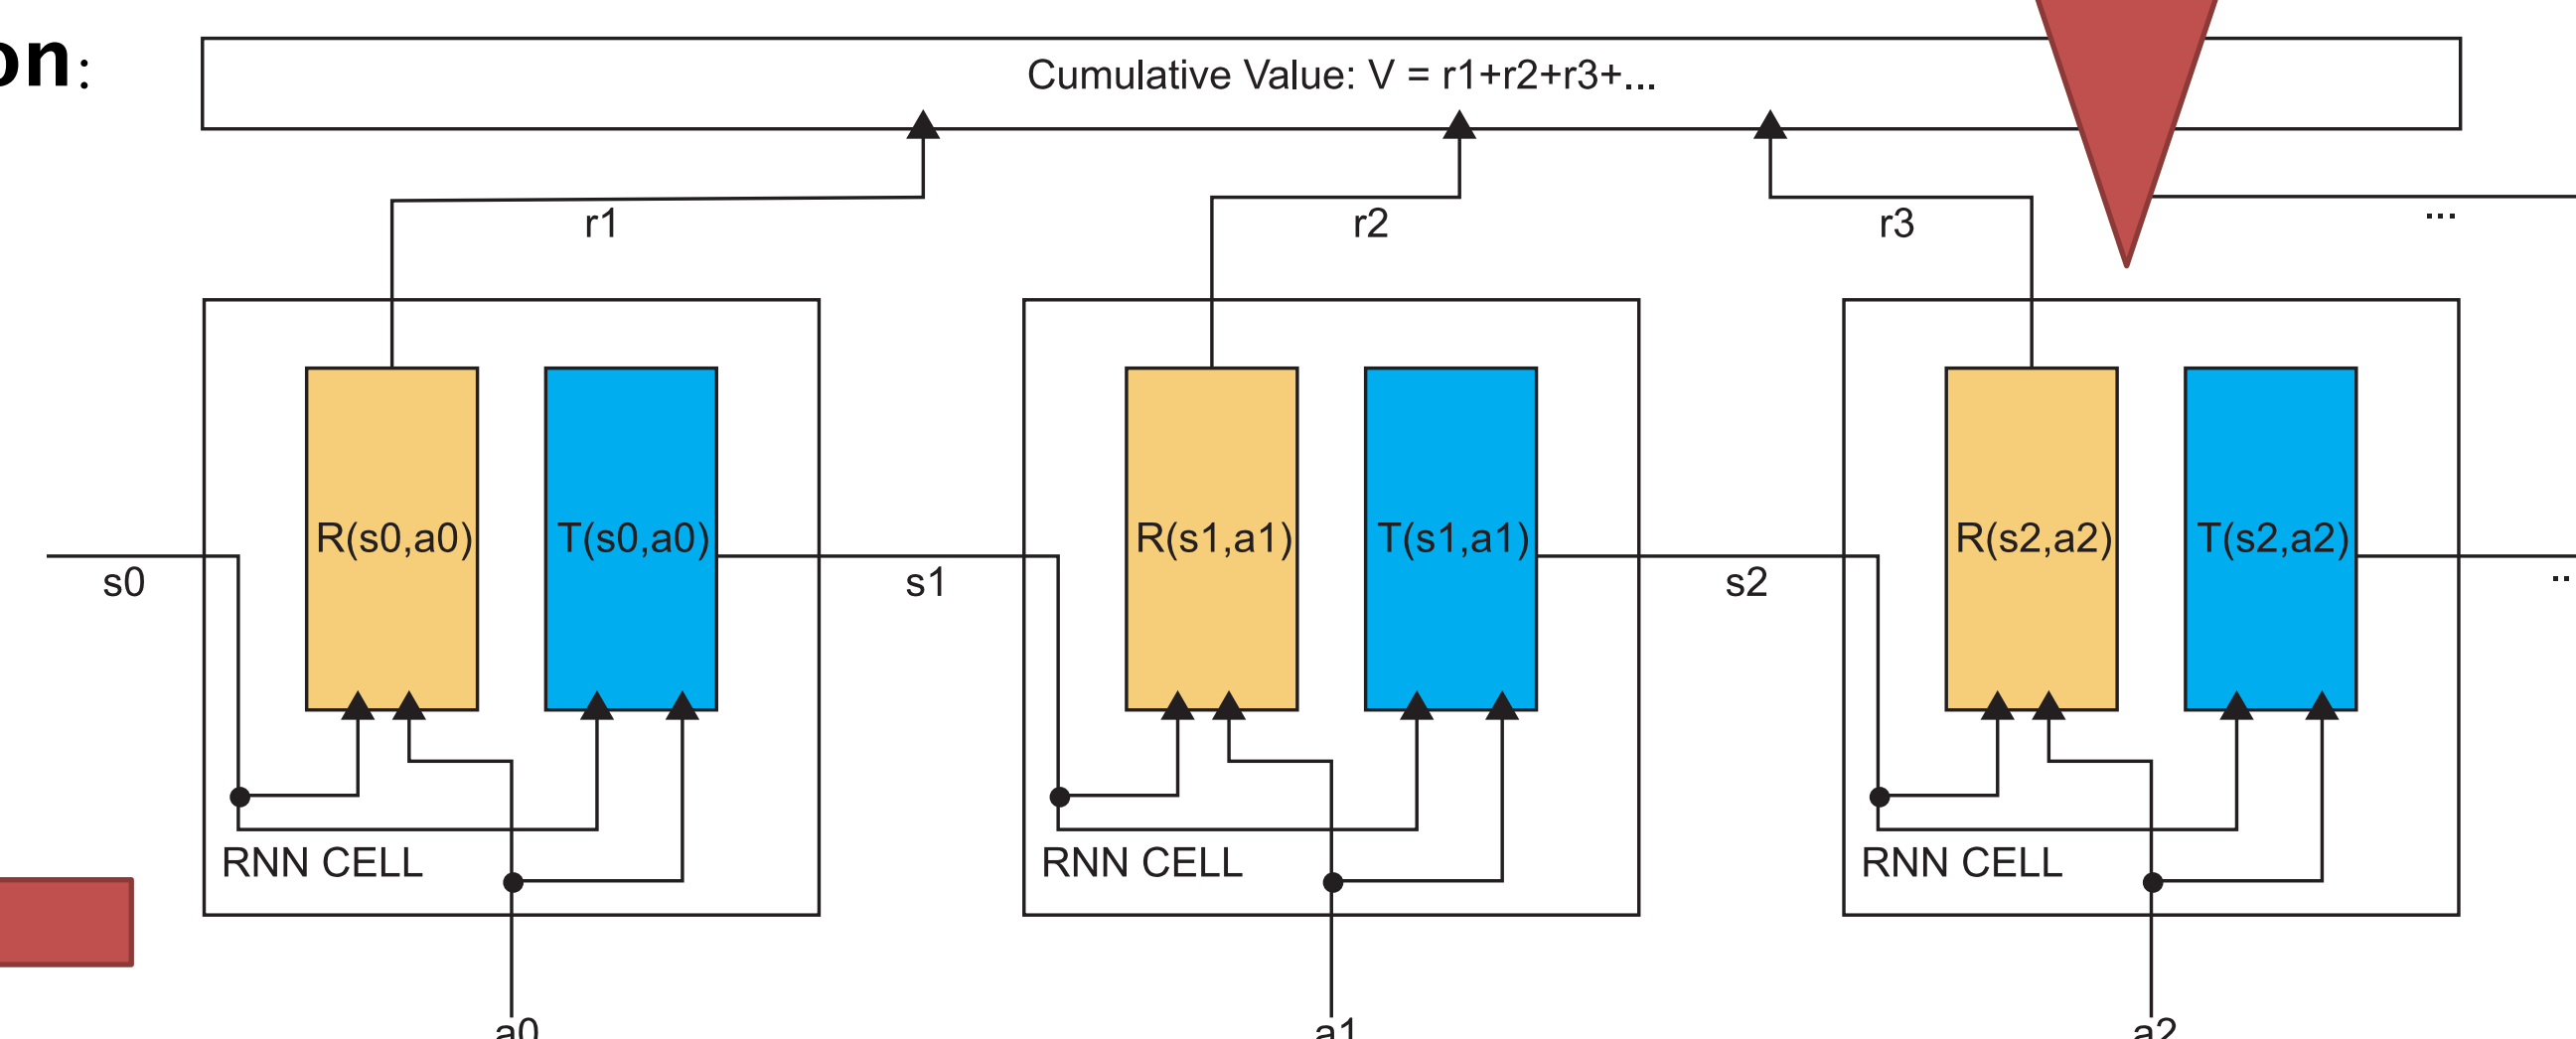 on:
Cumulative Value: V = r1+r2+r3+...
r1 r2 r3 ...
R(s0,a0) T(s0,a0) R(s1,a1) T(s1,a1) R(s2,a2) T(s2,a2)
s0 s1 s2 ..
RNN CELL RNN CELL RNN CELL
a0 a1 a2